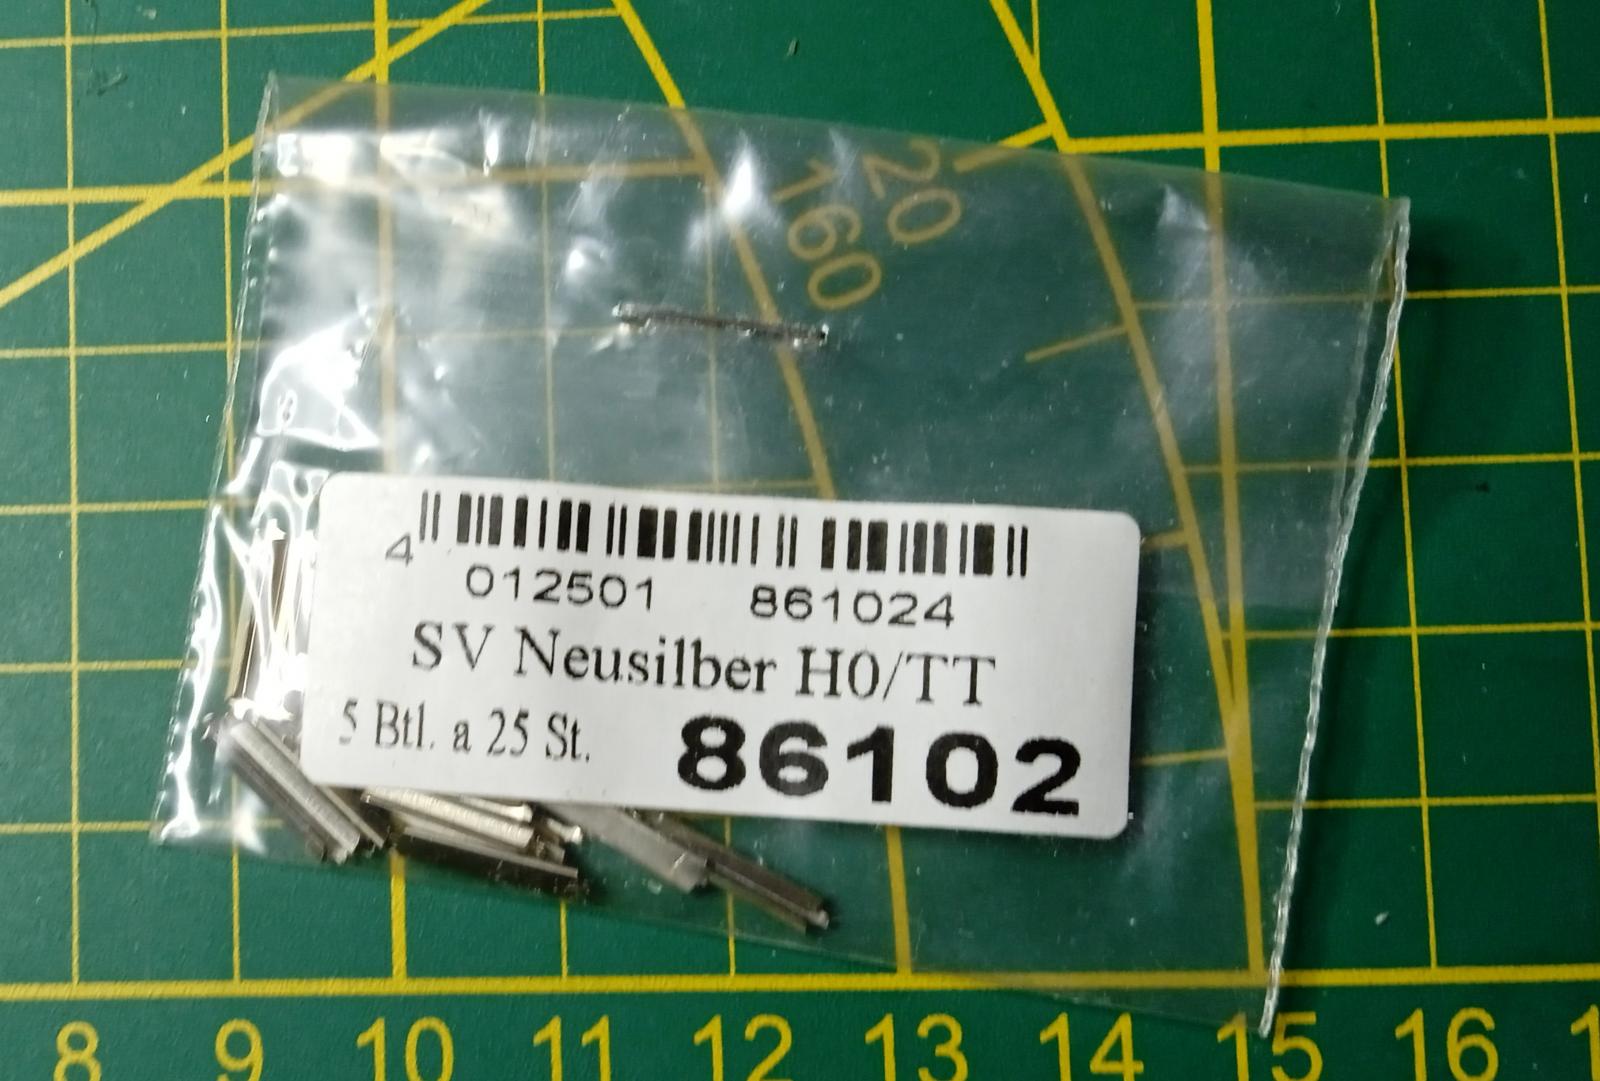 20
160
4 012501 861024
SV Neusilber H0/TT
5 Btl. a 25 St. 86102
8 9 10 11 12 13 14 15 16